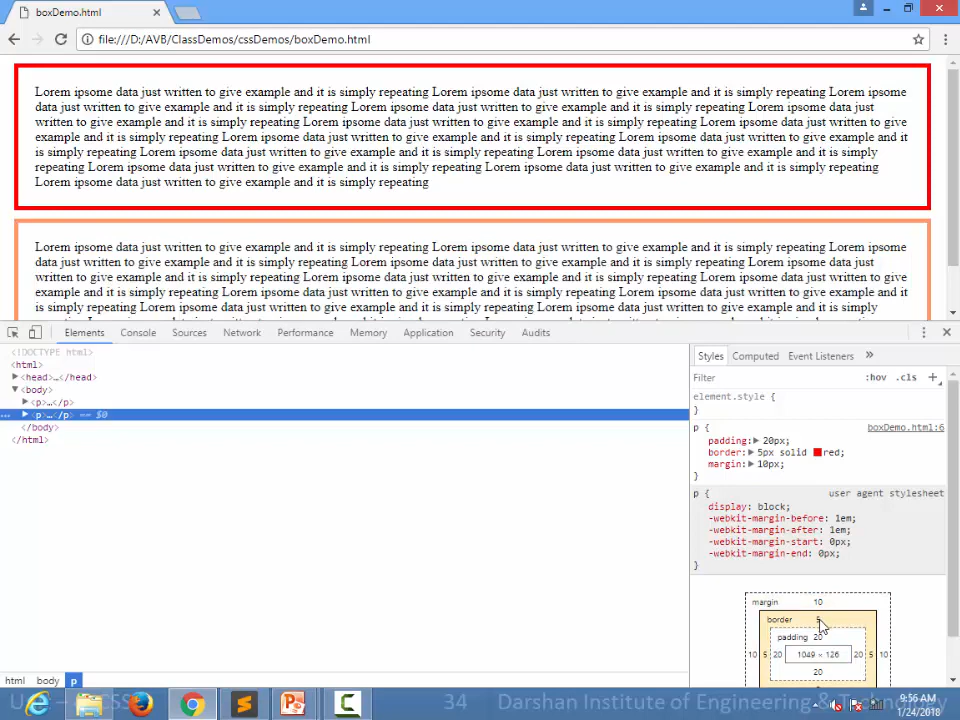 boxDemo.html
file:///D:/AVB/ClassDemos/cssDemos/boxDemo.html
Lorem ipsome data just written to give example and it is simply repeating Lorem ipsome data just written to give example and it is simply repeating Lorem ipsome
data just written to give example and it is simply repeating Lorem ipsome data just written to give example and it is simply repeating Lorem ipsome data just
written to give example and it is simply repeating Lorem ipsome data just written to give example and it is simply repeating Lorem ipsome data just written to give
example and it is simply repeating Lorem ipsome data just written to give example and it is simply repeating Lorem ipsome data just written to give example and it
is simply repeating Lorem ipsome data just written to give example and it is simply repeating Lorem ipsome data just written to give example and it is simply
repeating Lorem ipsome data just written to give example and it is simply repeating Lorem ipsome data just written to give example and it is simply repeating
Lorem ipsome data just written to give example and it is simply repeating
Lorem ipsome data just written to give example and it is simply repeating Lorem ipsome data just written to give example and it is simply repeating Lorem ipsome
data just written to give example and it is simply repeating Lorem ipsome data just written to give example and it is simply repeating Lorem ipsome data just
written to give example and it is simply repeating Lorem ipsome data just written to give example and it is simply repeating Lorem ipsome data just written to give
example and it is simply repeating Lorem ipsome data just written to give example and it is simply repeating Lorem ipsome data just written to give example and it
is simply repeating Lorem ipsome data just written to give example and it is simply repeating Lorem ipsome data just written to give example and it is simply
Elements Console Sources Network Performance Memory Application Security Audits
<!DOCTYPE html>
<html>
<head>…</head>
<body>
<p>…</p>
<p>…</p> == $0
</body>
</html>
html body p
Styles Computed Event Listeners »
Filter :hov .cls +
element.style {
}
p { boxDemo.html:6
padding: 20px;
border: 5px solid red;
margin: 10px;
}
p { user agent stylesheet
display: block;
-webkit-margin-before: 1em;
-webkit-margin-after: 1em;
-webkit-margin-start: 0px;
-webkit-margin-end: 0px;
}
margin 10
border 5
padding 20
10 5 20 1049 × 126 20 5 10
20
34 Darshan Institute of Engineering & Technology
9:56 AM
1/24/2018